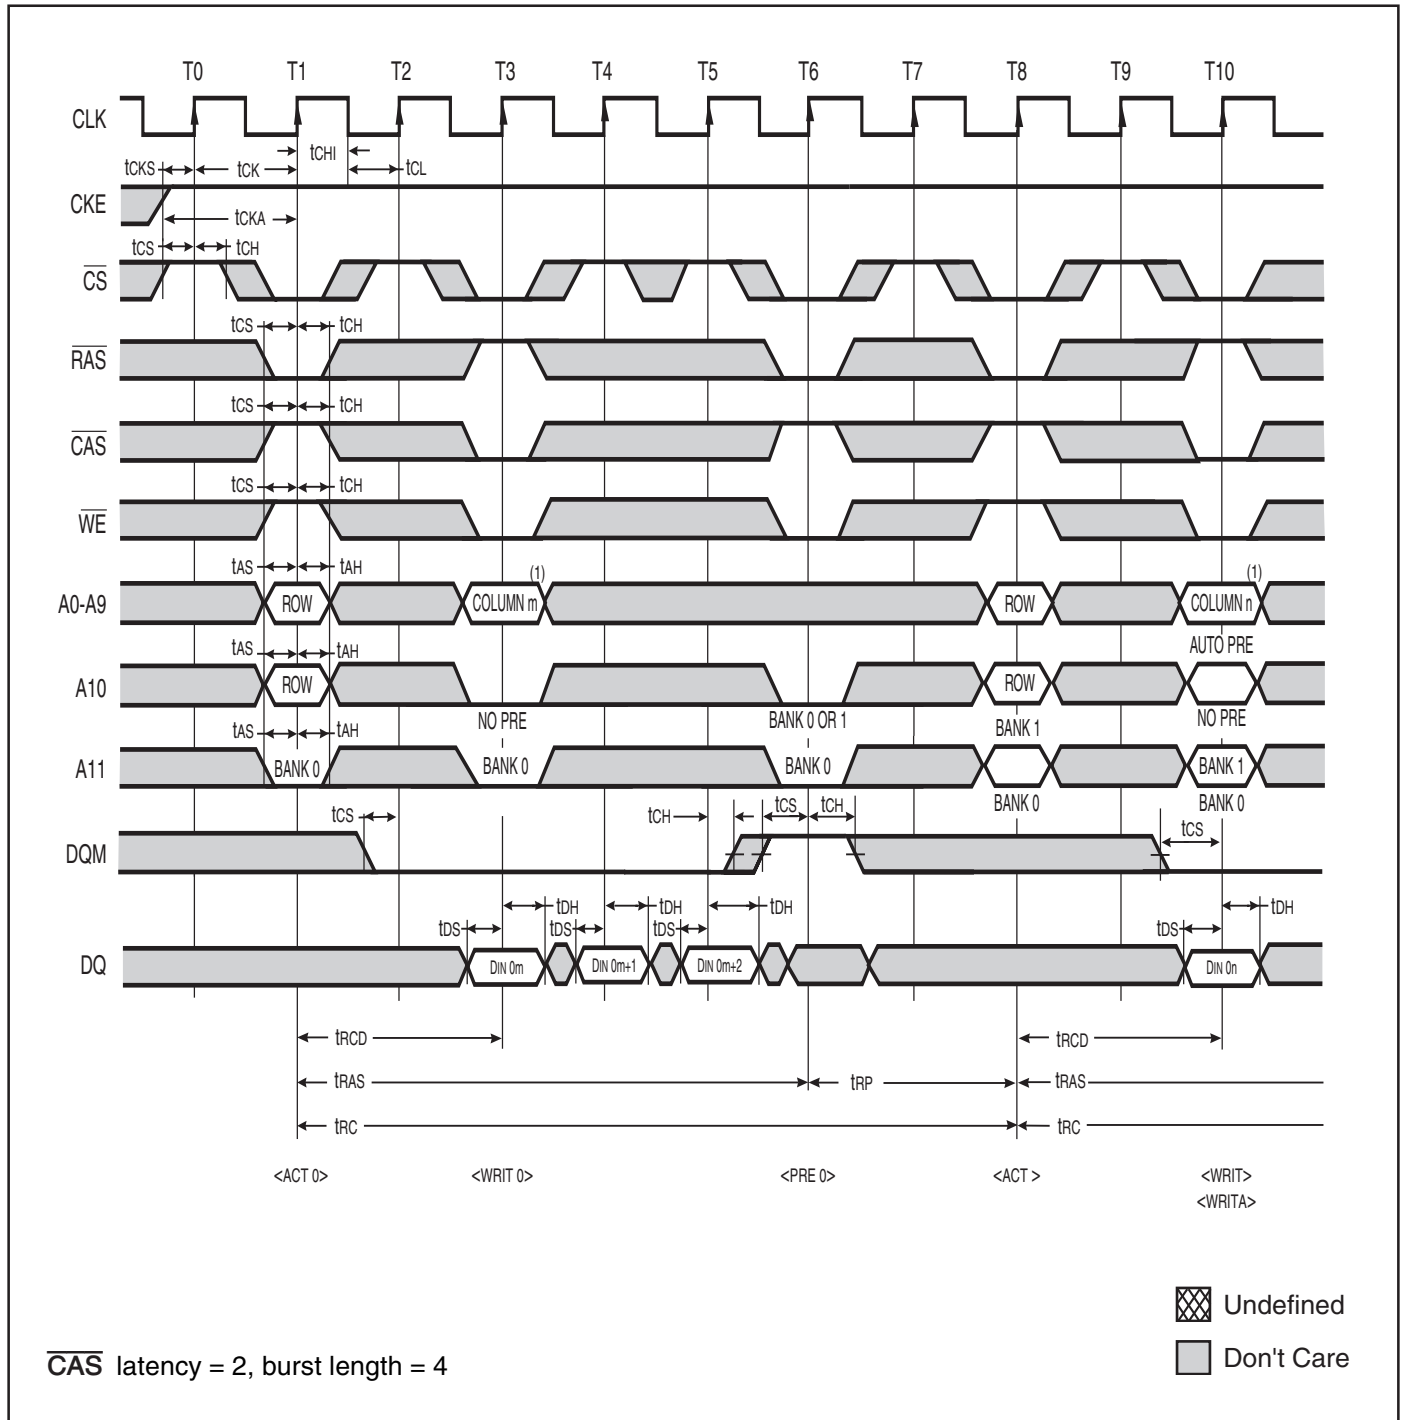 T0 T1 T2 T3 T4 T5 T6 T7 T8 T9 T10
CLK
tCHI
tCKS tCK tCL
CKE
tCKA
tCS tCH
CS
tCS tCH
RAS
tCS tCH
CAS
tCS tCH
WE
tAS tAH
(1) (1)
A0-A9 ROW COLUMN m ROW COLUMN n
tAS tAH AUTO PRE
A10 ROW ROW
NO PRE BANK 0 OR 1 BANK 1 NO PRE
tAS tAH
A11 BANK 0 BANK 0 BANK 0 BANK 1
BANK 0 BANK 0
tCS tCH tCS tCH tCS
DQM
tDH tDH tDH tDH
tDS tDS tDS tDS
DQ DIN 0m DIN 0m+1 DIN 0m+2 DIN 0n
tRCD tRCD
tRAS tRP tRAS
tRC tRC
<ACT 0> <WRIT 0> <PRE 0> <ACT > <WRIT>
<WRITA>
Undefined
Don't Care
CAS latency = 2, burst length = 4